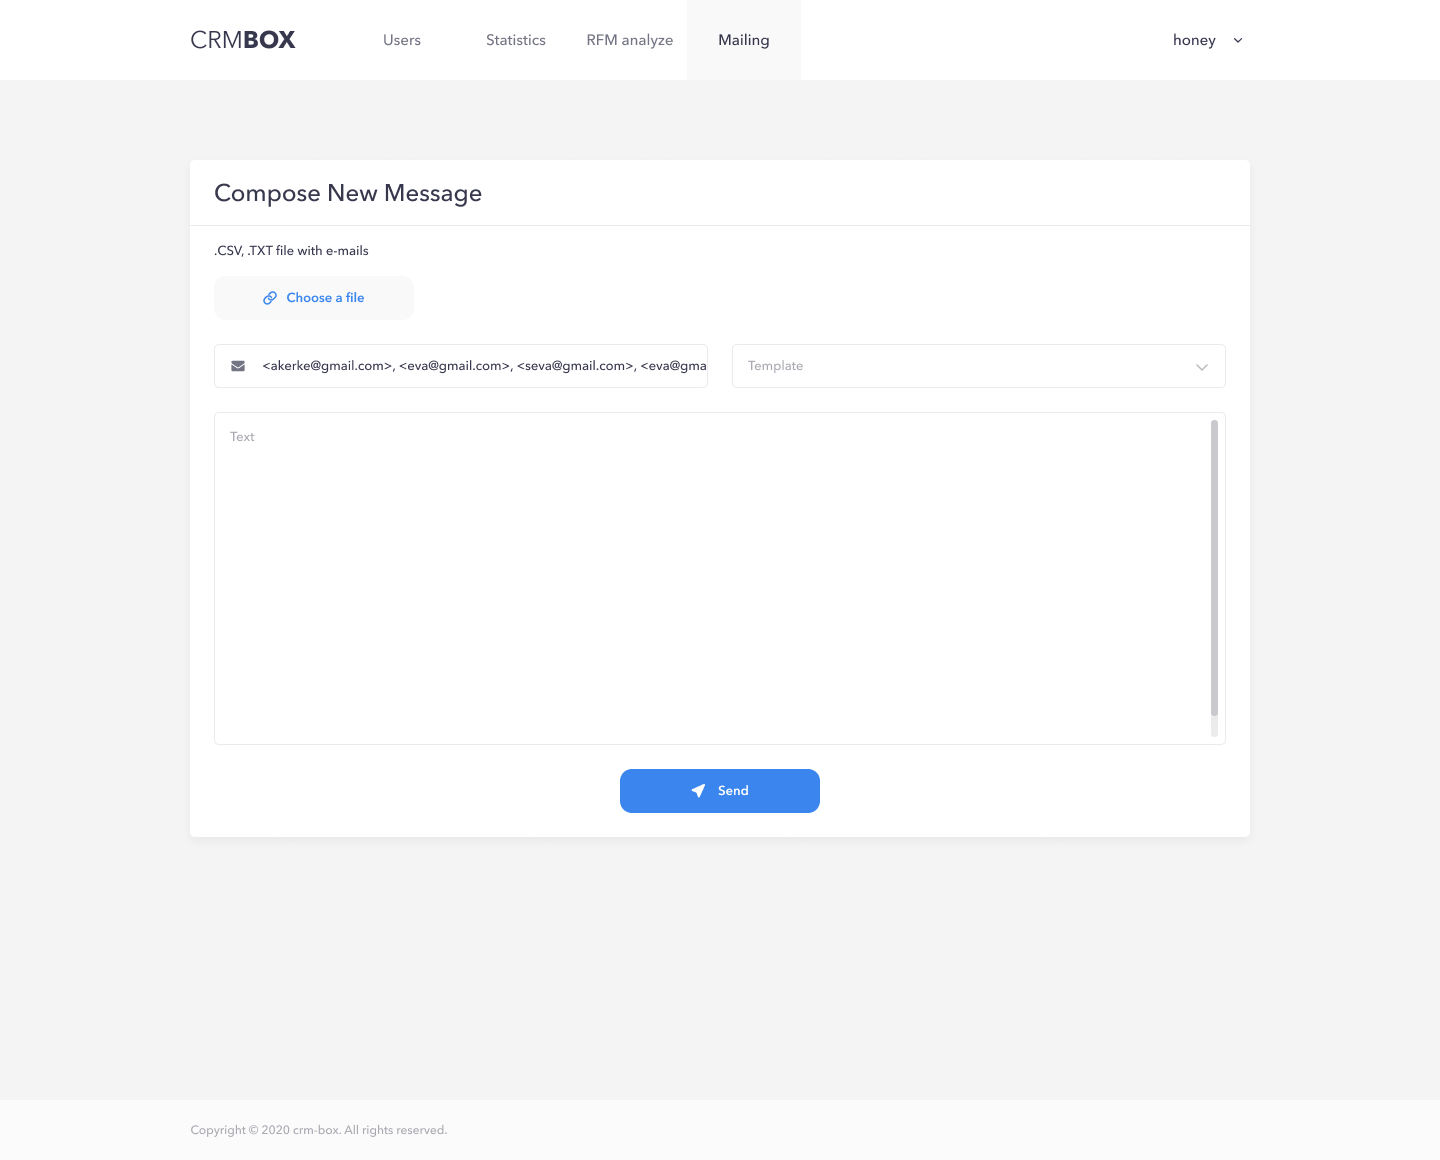 CRMBOX
Users
Statistics
RFM analyze
Mailing
honey
Compose New Message
.CSV, .TXT file with e-mails
Choose a file
<akerke@gmail.com>, <eva@gmail.com>, <seva@gmail.com>, <eva@gma
Template
Text
Send
Copyright © 2020 crm-box. All rights reserved.